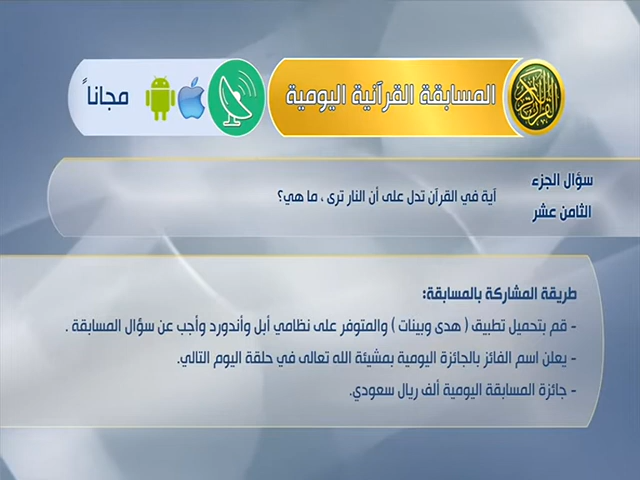 المسابقة القرآنية اليومية
مجاناً
سؤال الجزء
الثامن عشر
آية في القرآن تدل على أن النار ترى ، ما هي؟
طريقة المشاركة بالمسابقة:
- قم بتحميل تطبيق ( هدى وبينات ) والمتوفر على نظامي أبل وأندورد وأجب عن سؤال المسابقة .
- يعلن اسم الفائز بالجائزة اليومية بمشيئة الله تعالى في حلقة اليوم التالي.
- جائزة المسابقة اليومية ألف ريال سعودي.